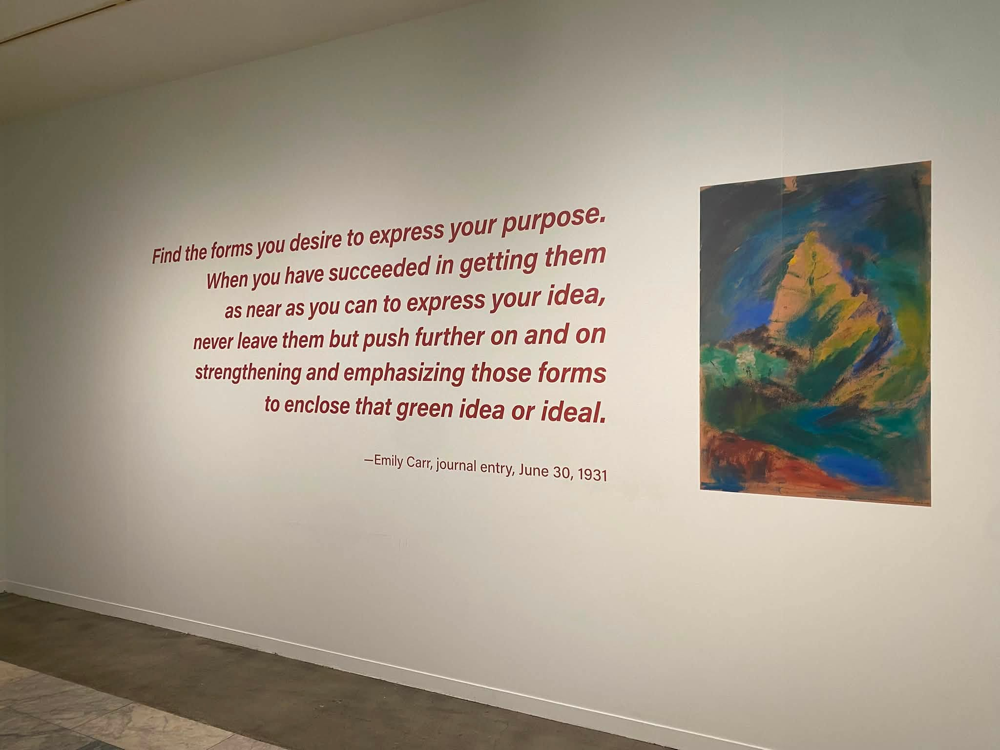 Find the forms you desire to express your purpose.
When you have succeeded in getting them
as near as you can to express your idea,
never leave them but push further on and on
strengthening and emphasizing those forms
to enclose that green idea or ideal.
—Emily Carr, journal entry, June 30, 1931